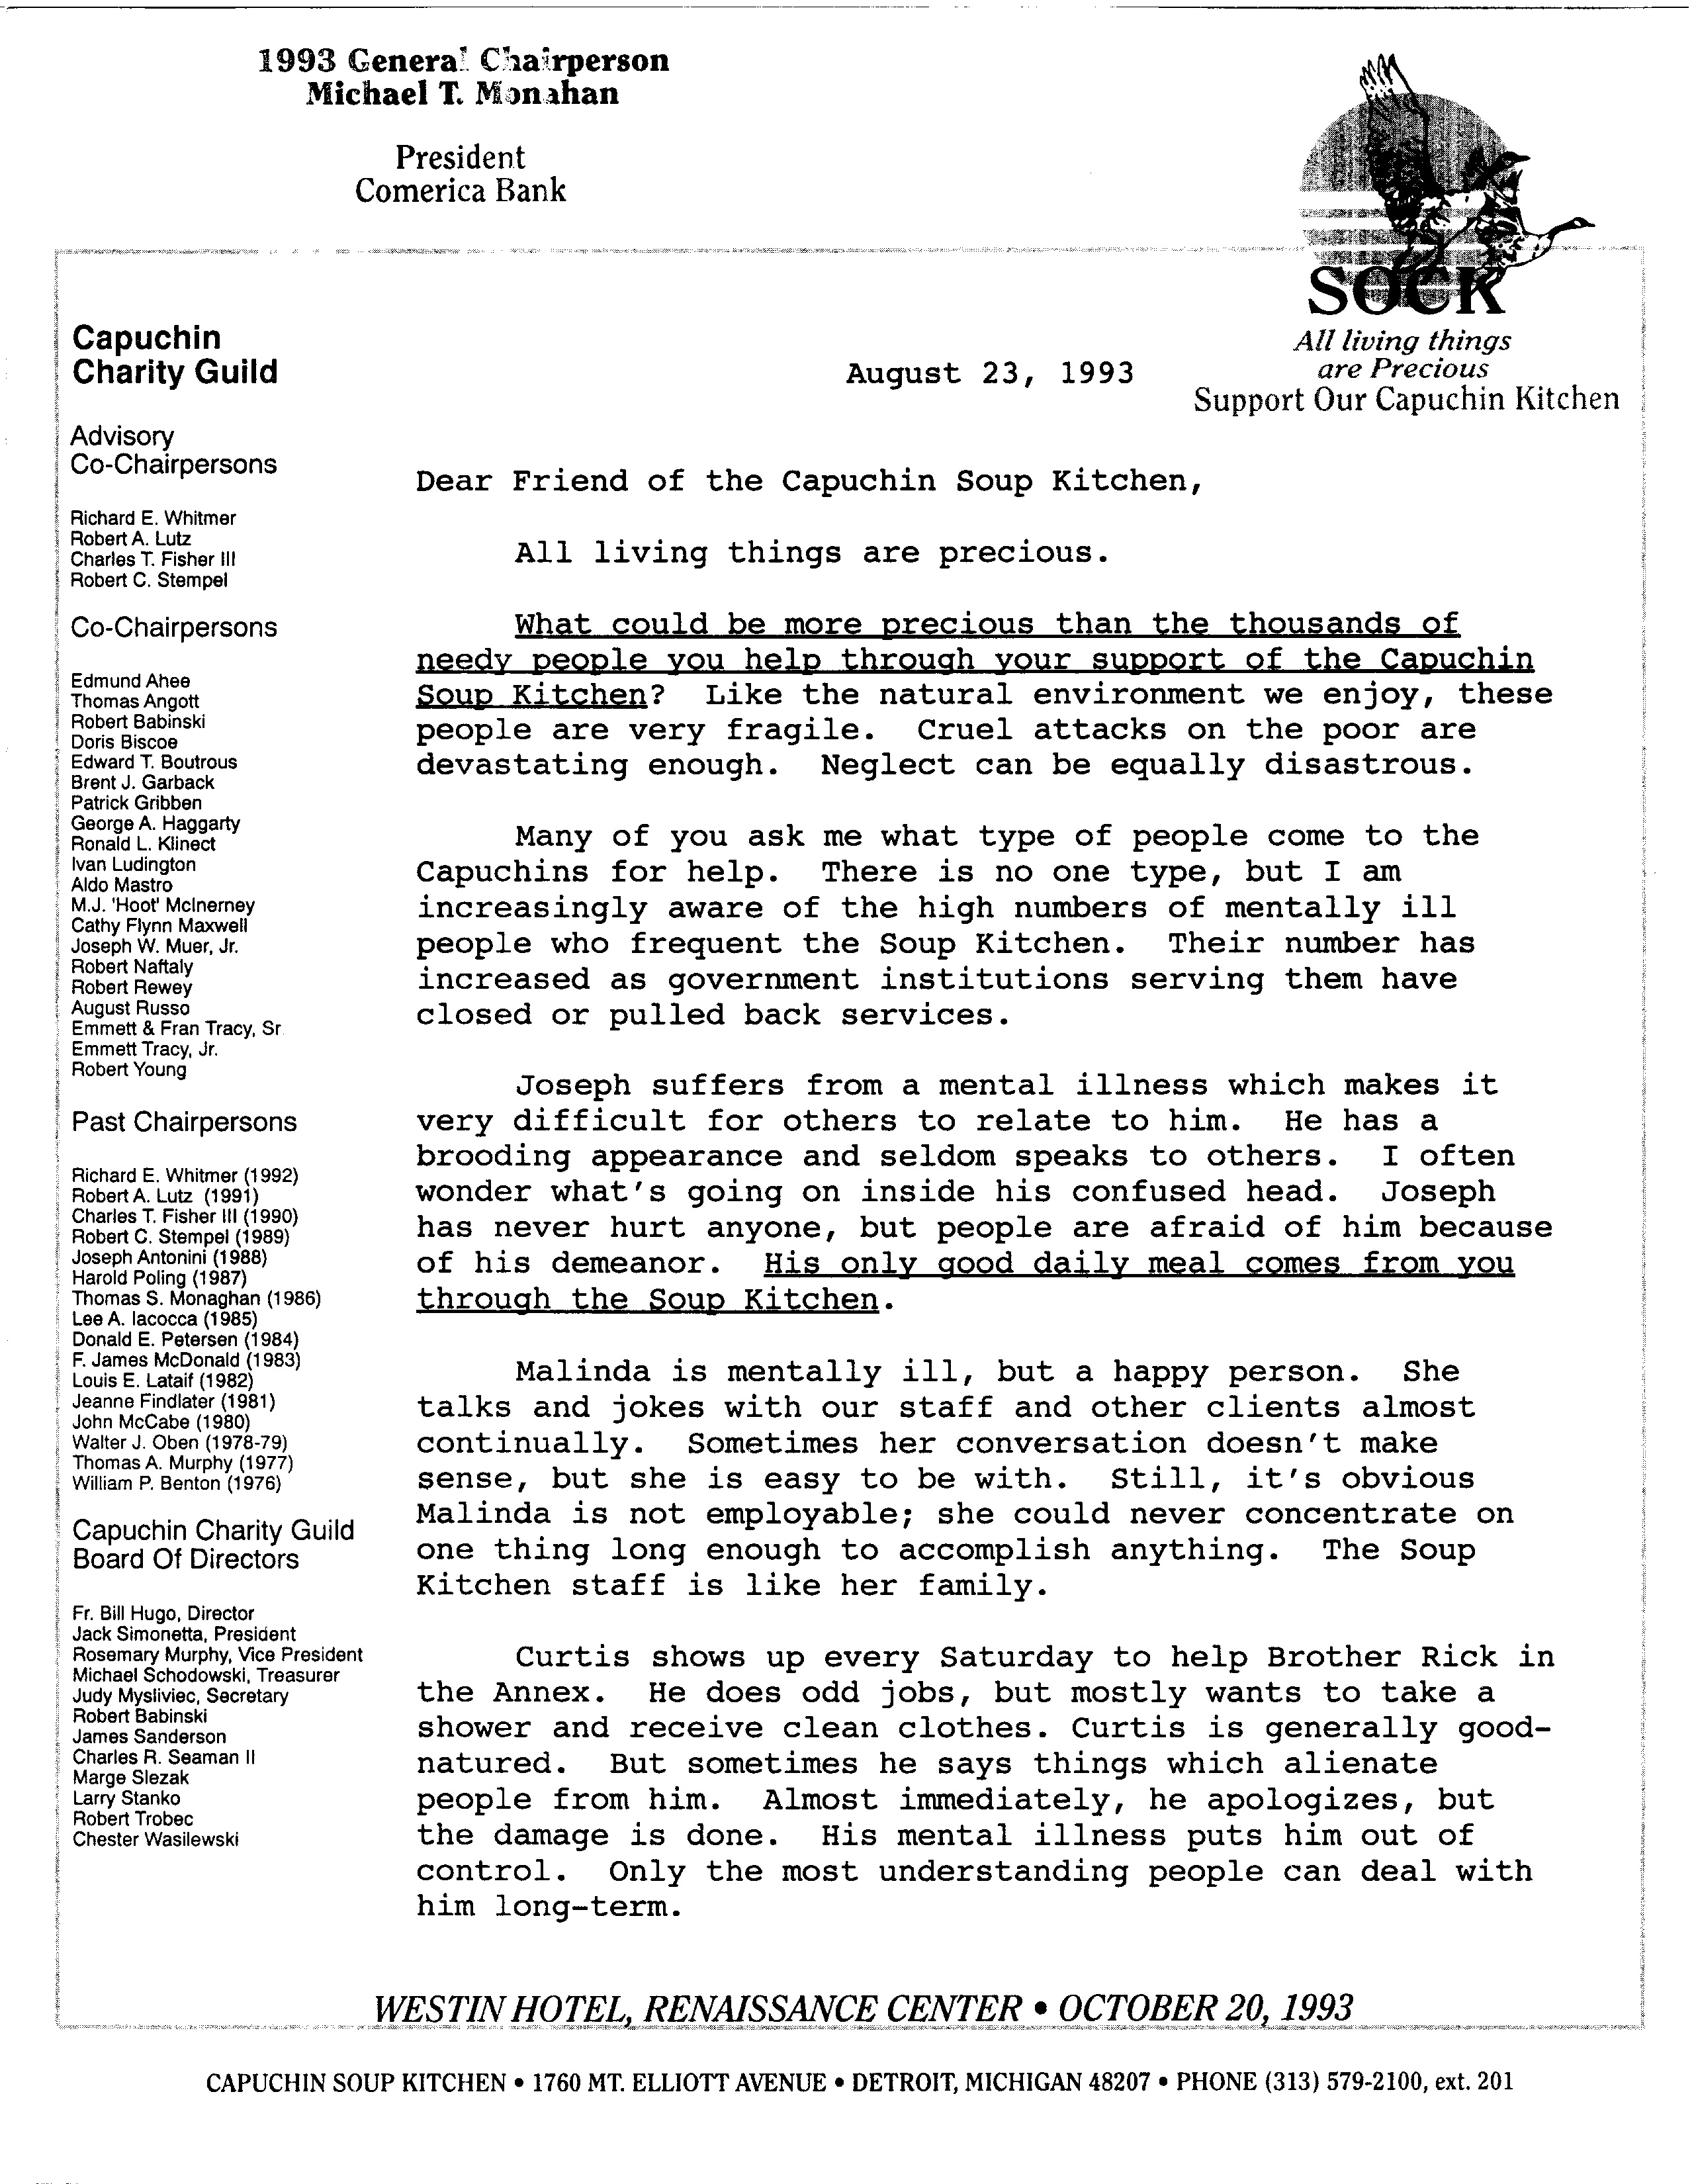 1993 General Chairperson
Michael T. Monahan
President
Comerica Bank
SOCK
All living things
are Precious
Support Our Capuchin Kitchen
Capuchin
Charity Guild
Advisory
Co-Chairpersons
Richard E. Whitmer
Robert A. Lutz
Charles T. Fisher III
Robert C. Stempel
Co-Chairpersons
Edmund Ahee
Thomas Angott
Robert Babinski
Doris Biscoe
Edward T. Boutrous
Brent J. Garback
Patrick Gribben
George A. Haggarty
Ronald L. Klinect
Ivan Ludington
Aldo Mastro
M.J. 'Hoot' McInerney
Cathy Flynn Maxwell
Joseph W. Muer, Jr.
Robert Naftaly
Robert Rewey
August Russo
Emmett & Fran Tracy, Sr
Emmett Tracy, Jr.
Robert Young
Past Chairpersons
Richard E. Whitmer (1992)
Robert A. Lutz (1991)
Charles T. Fisher III (1990)
Robert C. Stempel (1989)
Joseph Antonini (1988)
Harold Poling (1987)
Thomas S. Monaghan (1986)
Lee A. Iacocca (1985)
Donald E. Petersen (1984)
F. James McDonald (1983)
Louis E. Lataif (1982)
Jeanne Findlater (1981)
John McCabe (1980)
Walter J. Oben (1978-79)
Thomas A. Murphy (1977)
William P. Benton (1976)
Capuchin Charity Guild
Board Of Directors
Fr. Bill Hugo, Director
Jack Simonetta, President
Rosemary Murphy, Vice President
Michael Schodowski, Treasurer
Judy Mysliviec, Secretary
Robert Babinski
James Sanderson
Charles R. Seaman II
Marge Slezak
Larry Stanko
Robert Trobec
Chester Wasilewski
August 23, 1993
Dear Friend of the Capuchin Soup Kitchen,
All living things are precious.
What could be more precious than the thousands of
needy people you help through your support of the Capuchin
Soup Kitchen? Like the natural environment we enjoy, these
people are very fragile. Cruel attacks on the poor are
devastating enough. Neglect can be equally disastrous.
Many of you ask me what type of people come to the
Capuchins for help. There is no one type, but I am
increasingly aware of the high numbers of mentally ill
people who frequent the Soup Kitchen. Their number has
increased as government institutions serving them have
closed or pulled back services.
Joseph suffers from a mental illness which makes it
very difficult for others to relate to him. He has a
brooding appearance and seldom speaks to others. I often
wonder what's going on inside his confused head. Joseph
has never hurt anyone, but people are afraid of him because
of his demeanor. His only good daily meal comes from you
through the Soup Kitchen.
Malinda is mentally ill, but a happy person. She
talks and jokes with our staff and other clients almost
continually. Sometimes her conversation doesn't make
sense, but she is easy to be with. Still, it's obvious
Malinda is not employable; she could never concentrate on
one thing long enough to accomplish anything. The Soup
Kitchen staff is like her family.
Curtis shows up every Saturday to help Brother Rick in
the Annex. He does odd jobs, but mostly wants to take a
shower and receive clean clothes. Curtis is generally good-
natured. But sometimes he says things which alienate
people from him. Almost immediately, he apologizes, but
the damage is done. His mental illness puts him out of
control. Only the most understanding people can deal with
him long-term.
WESTIN HOTEL, RENAISSANCE CENTER • OCTOBER 20, 1993
CAPUCHIN SOUP KITCHEN • 1760 MT. ELLIOTT AVENUE • DETROIT, MICHIGAN 48207 • PHONE (313) 579-2100, ext. 201